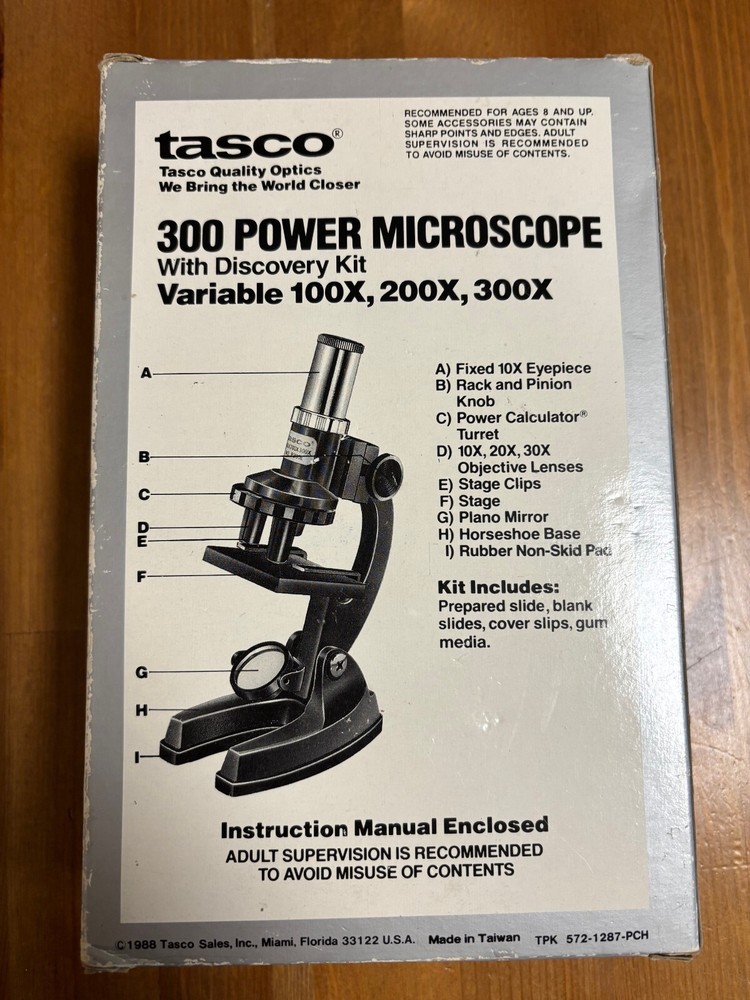 tasco®
Tasco Quality Optics
We Bring the World Closer
RECOMMENDED FOR AGES 8 AND UP.
SOME ACCESSORIES MAY CONTAIN
SHARP POINTS AND EDGES. ADULT
SUPERVISION IS RECOMMENDED
TO AVOID MISUSE OF CONTENTS.
300 POWER MICROSCOPE
With Discovery Kit
Variable 100X, 200X, 300X
A
B
C
D
E
F
G
H
I
tasco
A) Fixed 10X Eyepiece
B) Rack and Pinion
Knob
C) Power Calculator®
Turret
D) 10X, 20X, 30X
Objective Lenses
E) Stage Clips
F) Stage
G) Plano Mirror
H) Horseshoe Base
I) Rubber Non-Skid Pad
Kit Includes:
Prepared slide, blank
slides, cover slips, gum
media.
Instruction Manual Enclosed
ADULT SUPERVISION IS RECOMMENDED
TO AVOID MISUSE OF CONTENTS
©1988 Tasco Sales, Inc., Miami, Florida 33122 U.S.A. Made in Taiwan TPK 572-1287-PCH